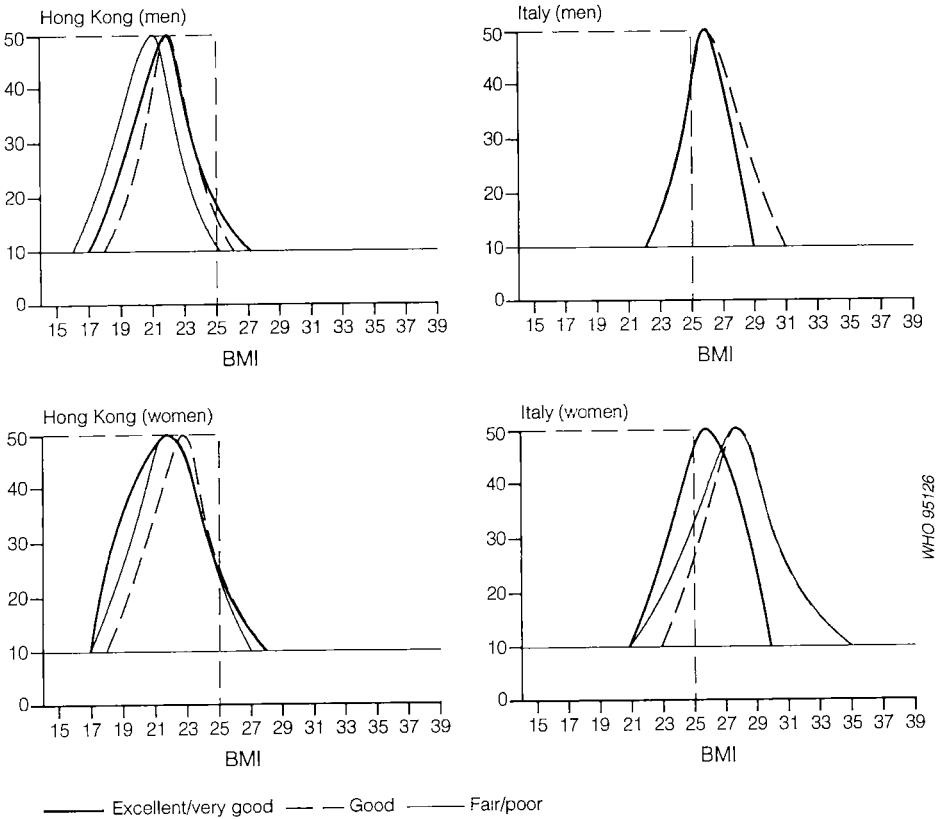 Hong Kong (men)
50
40
30
20
10
0
15 17 19 21 23 25 27 29 31 33 35 37 39
BMI
Italy (men)
50
40
30
20
10
0
15 17 19 21 23 25 27 29 31 33 35 37 39
BMI
Hong Kong (women)
50
40
30
20
10
0
15 17 19 21 23 25 27 29 31 33 35 37 39
BMI
Italy (women)
50
40
30
20
10
0
15 17 19 21 23 25 27 29 31 33 35 37 39
BMI
WHO 95126
Excellent/very good Good Fair/poor